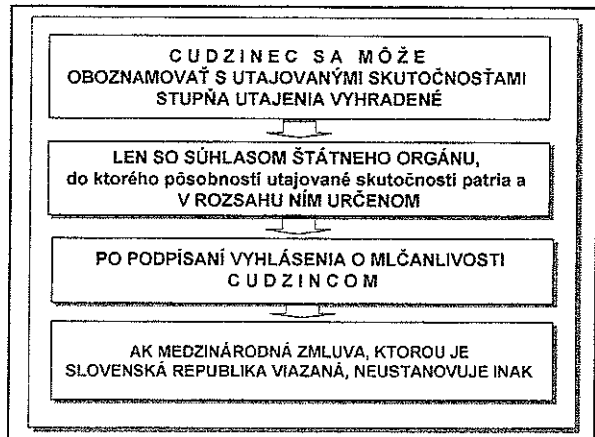 CUDZINEC SA MÔŽE
OBOZNAMOVAŤ S UTAJOVANÝMI SKUTOČNOSŤAMI
STUPŇA UTAJENIA VYHRADENÉ
LEN SO SÚHLASOM ŠTÁTNEHO ORGÁNU,
do ktorého pôsobností utajované skutočnosti patria a
V ROZSAHU NÍM URČENOM
PO PODPÍSANÍ VYHLÁSENIA O MLČANLIVOSTI
CUDZINCOM
AK MEDZINÁRODNÁ ZMLUVA, KTOROU JE
SLOVENSKÁ REPUBLIKA VIAZANÁ, NEUSTANOVUJE INAK